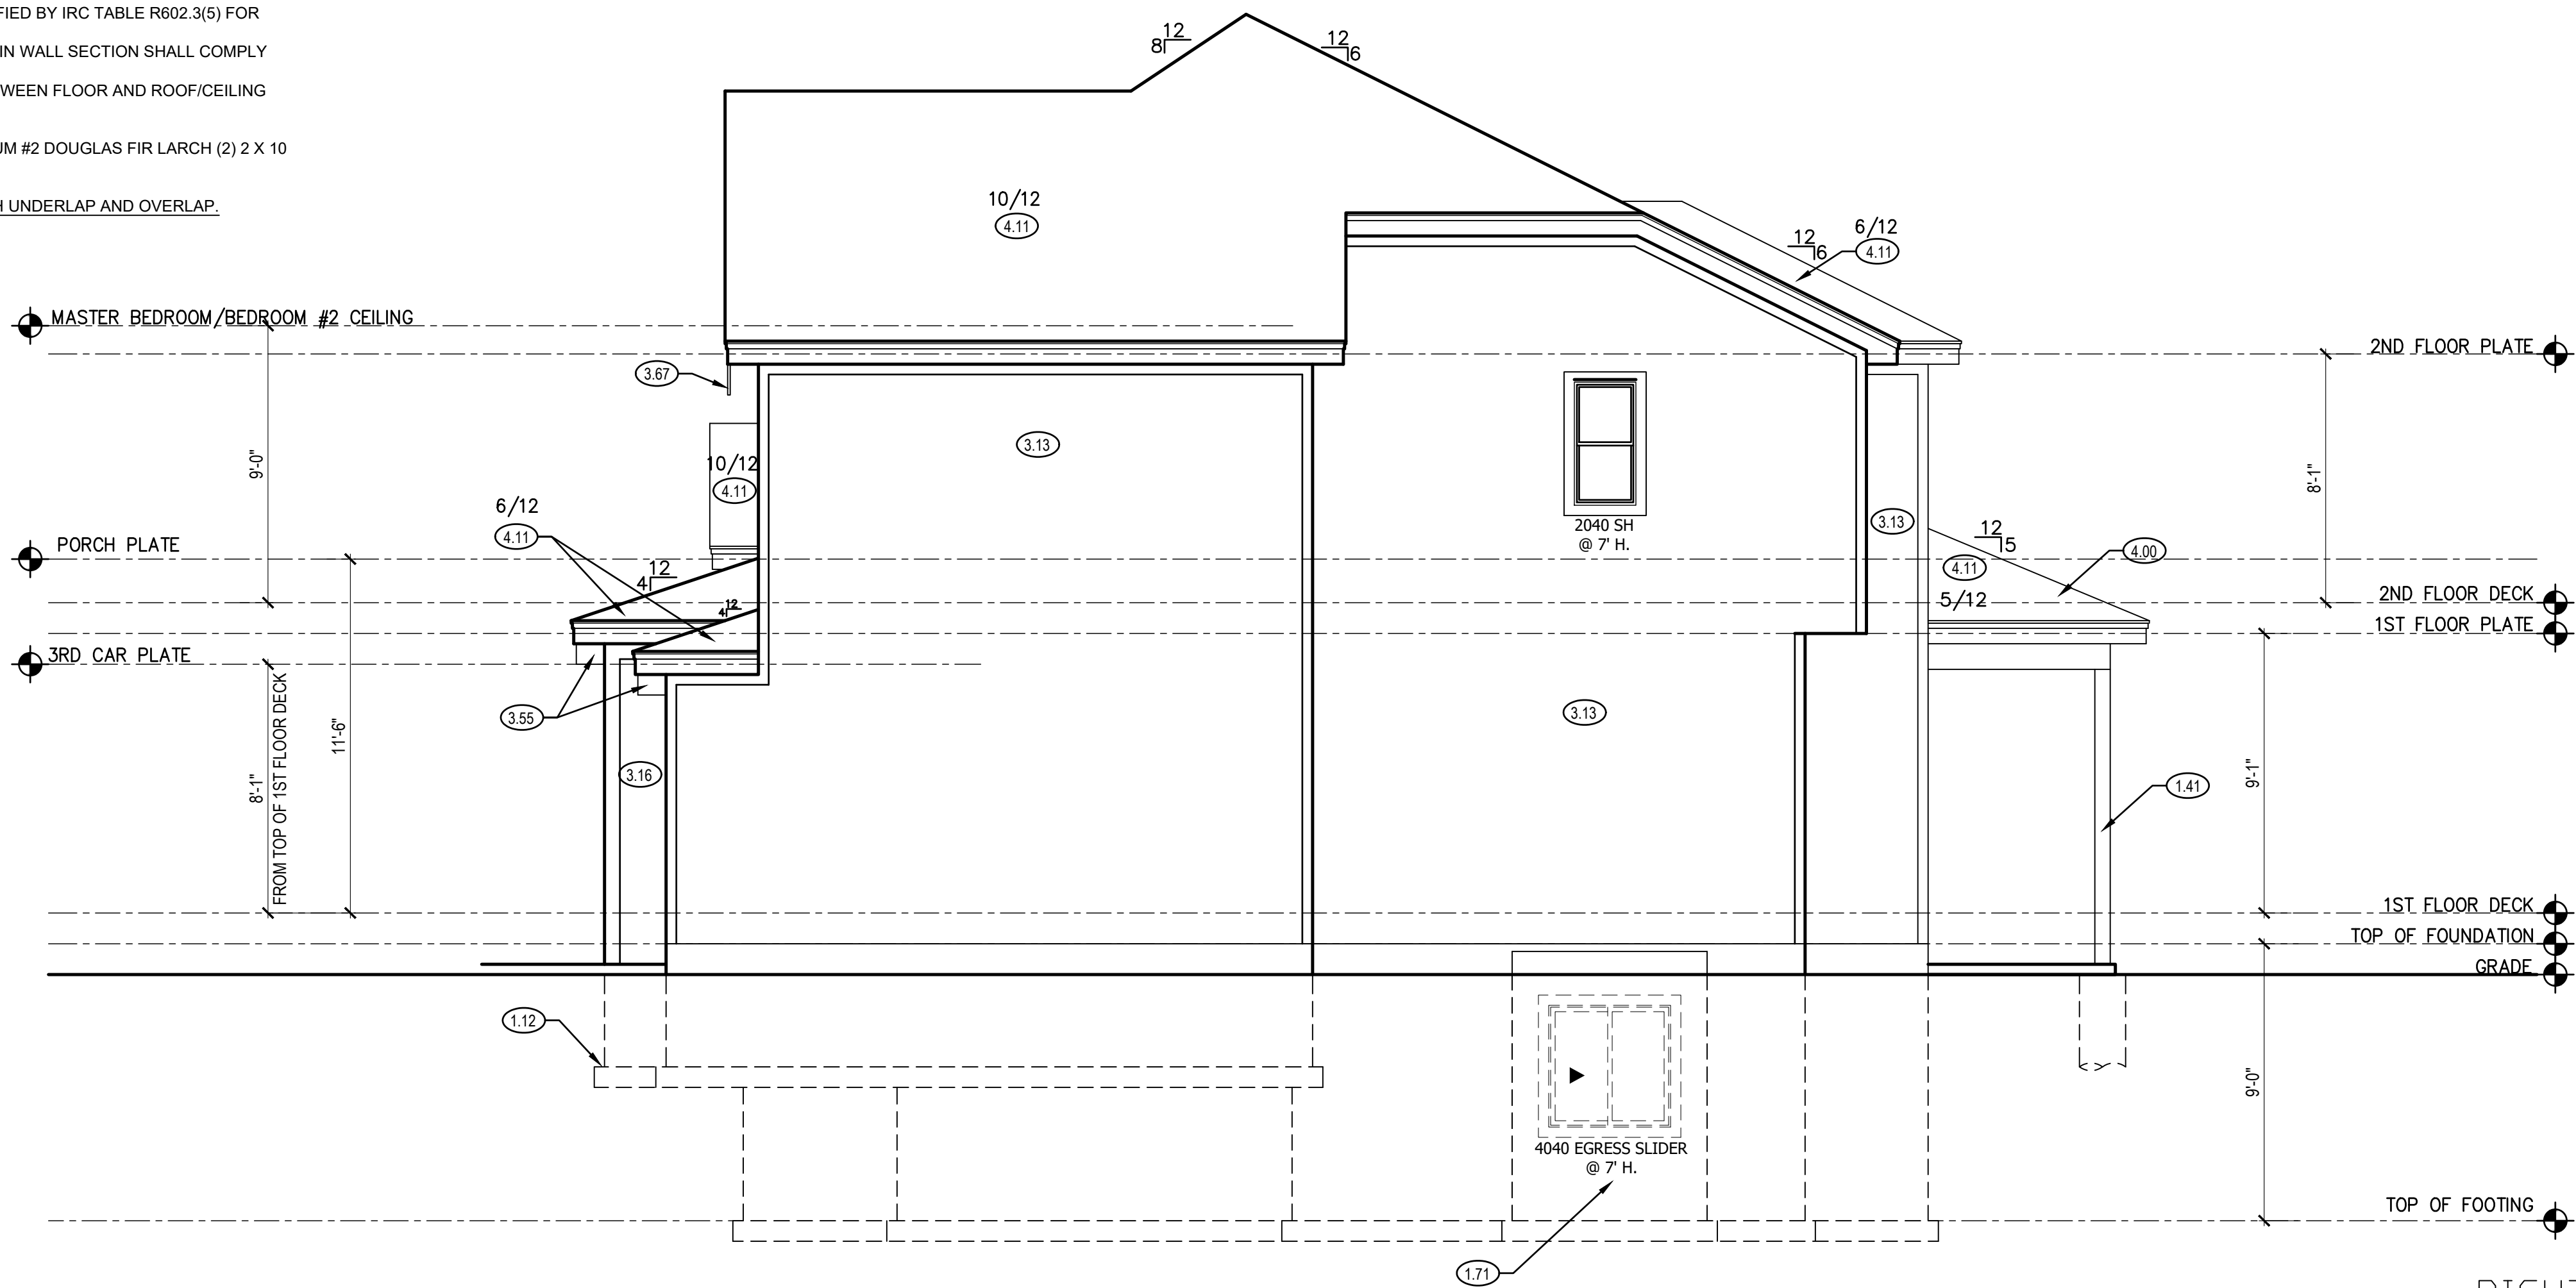 FIED BY IRC TABLE R602.3(5) FOR
IN WALL SECTION SHALL COMPLY
WEEN FLOOR AND ROOF/CEILING
UM #2 DOUGLAS FIR LARCH (2) 2 X 10
H UNDERLAP AND OVERLAP.
12
8
12
6
10/12
4.11
12
6
6/12
4.11
MASTER BEDROOM/BEDROOM #2 CEILING
2ND FLOOR PLATE
3.67
3.13
9'-0"
8'-1"
10/12
4.11
6/12
4.11
2040 SH
@ 7' H.
3.13
12
5
4.00
4.11
5/12
PORCH PLATE
12
4
12
4
2ND FLOOR DECK
1ST FLOOR PLATE
3RD CAR PLATE
3.55
3.13
3.16
8'-1"
FROM TOP OF 1ST FLOOR DECK
11'-6"
9'-1"
1.41
1ST FLOOR DECK
TOP OF FOUNDATION
GRADE
1.12
9'-0"
4040 EGRESS SLIDER
@ 7' H.
TOP OF FOOTING
1.71